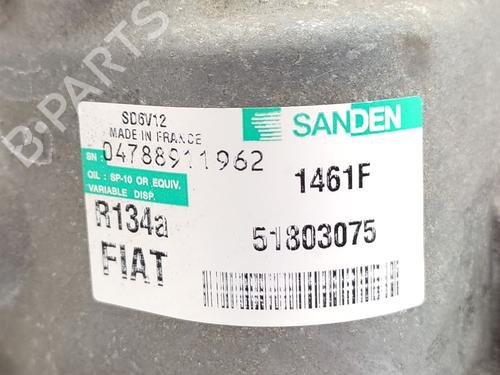 B-PARTS
SD6V12
MADE IN FRANCE
SANDEN
SN: 04788911962
1461F
OIL : SP-10 OR EQUIV.
VARIABLE DISP.
R134a
51803075
FIAT